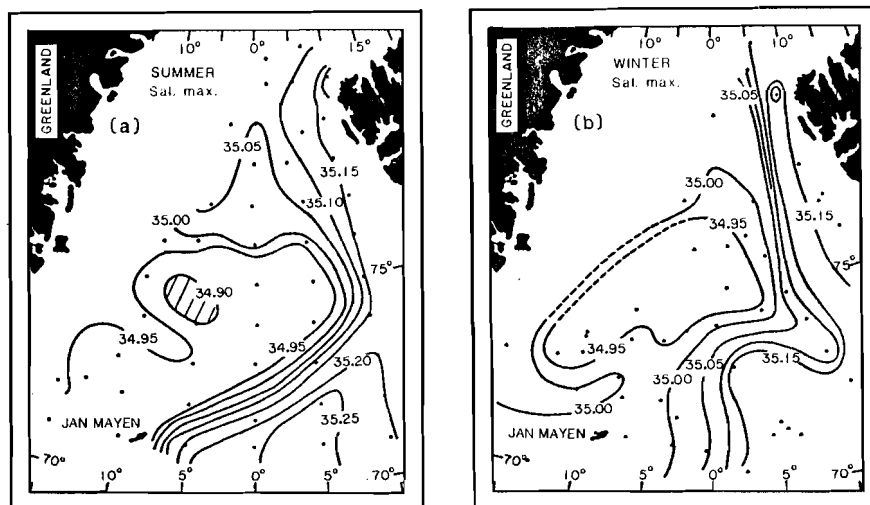 10° 0° 15°
GREENLAND
SUMMER
Sal. max.
(a)
35.05
35.15
35.10
35.00
75°
34.90
34.95
34.95
35.20
35.25
JAN MAYEN
70° 70°
10° 5° 0° 5°
10° 0° 10°
GREENLAND
WINTER
Sal. max.
35.05
(b)
35.00
35.15
34.95
75°
34.95
35.05
35.15
35.00
35.00
JAN MAYEN
70° 70°
10° 5° 0° 5°